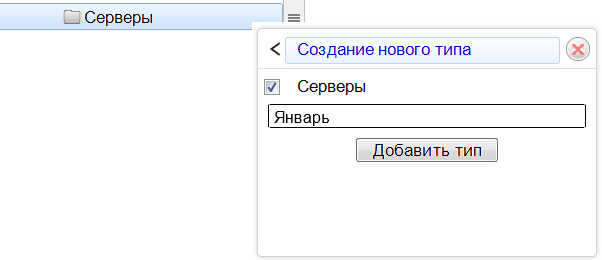 Серверы
Создание нового типа
Серверы
Январь
Добавить тип